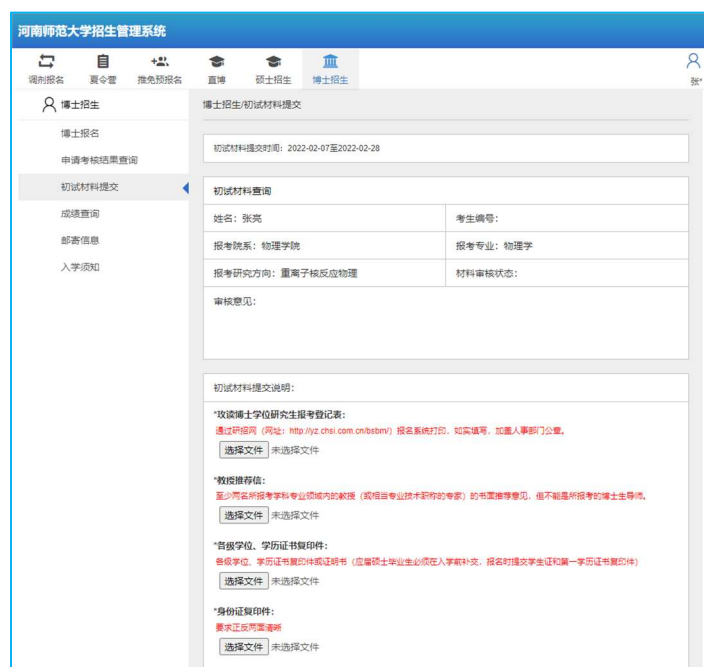 河南师范大学招生管理系统
调剂报名 夏令营 推免预报名 直博 硕士招生 博士招生 张*
博士招生
博士报名
申请考核结果查询
初试材料提交
成绩查询
邮寄信息
入学须知
博士招生/初试材料提交
初试材料提交时间：2022-02-07至2022-02-28
初试材料查询
姓名：张亮 考生编号：
报考院系：物理学院 报考专业：物理学
报考研究方向：重离子核反应物理 材料审核状态：
审核意见：
初试材料提交说明：
*攻读博士学位研究生报考登记表：
通过研招网（网址：http://yz.chsi.com.cn/bsbm/）报名系统打印，如实填写，加盖人事部门公章。
选择文件 未选择文件
*教授推荐信：
至少两名所报考学科专业领域内的教授（或相当专业技术职称的专家）的书面推荐意见，但不能是所报考的博士生导师。
选择文件 未选择文件
*各级学位、学历证书复印件：
各级学位、学历证书复印件或证明书（应届硕士毕业生必须在入学前补交，报名时提交学生证和第一学历证书复印件）
选择文件 未选择文件
*身份证复印件：
要求正反两面清晰
选择文件 未选择文件